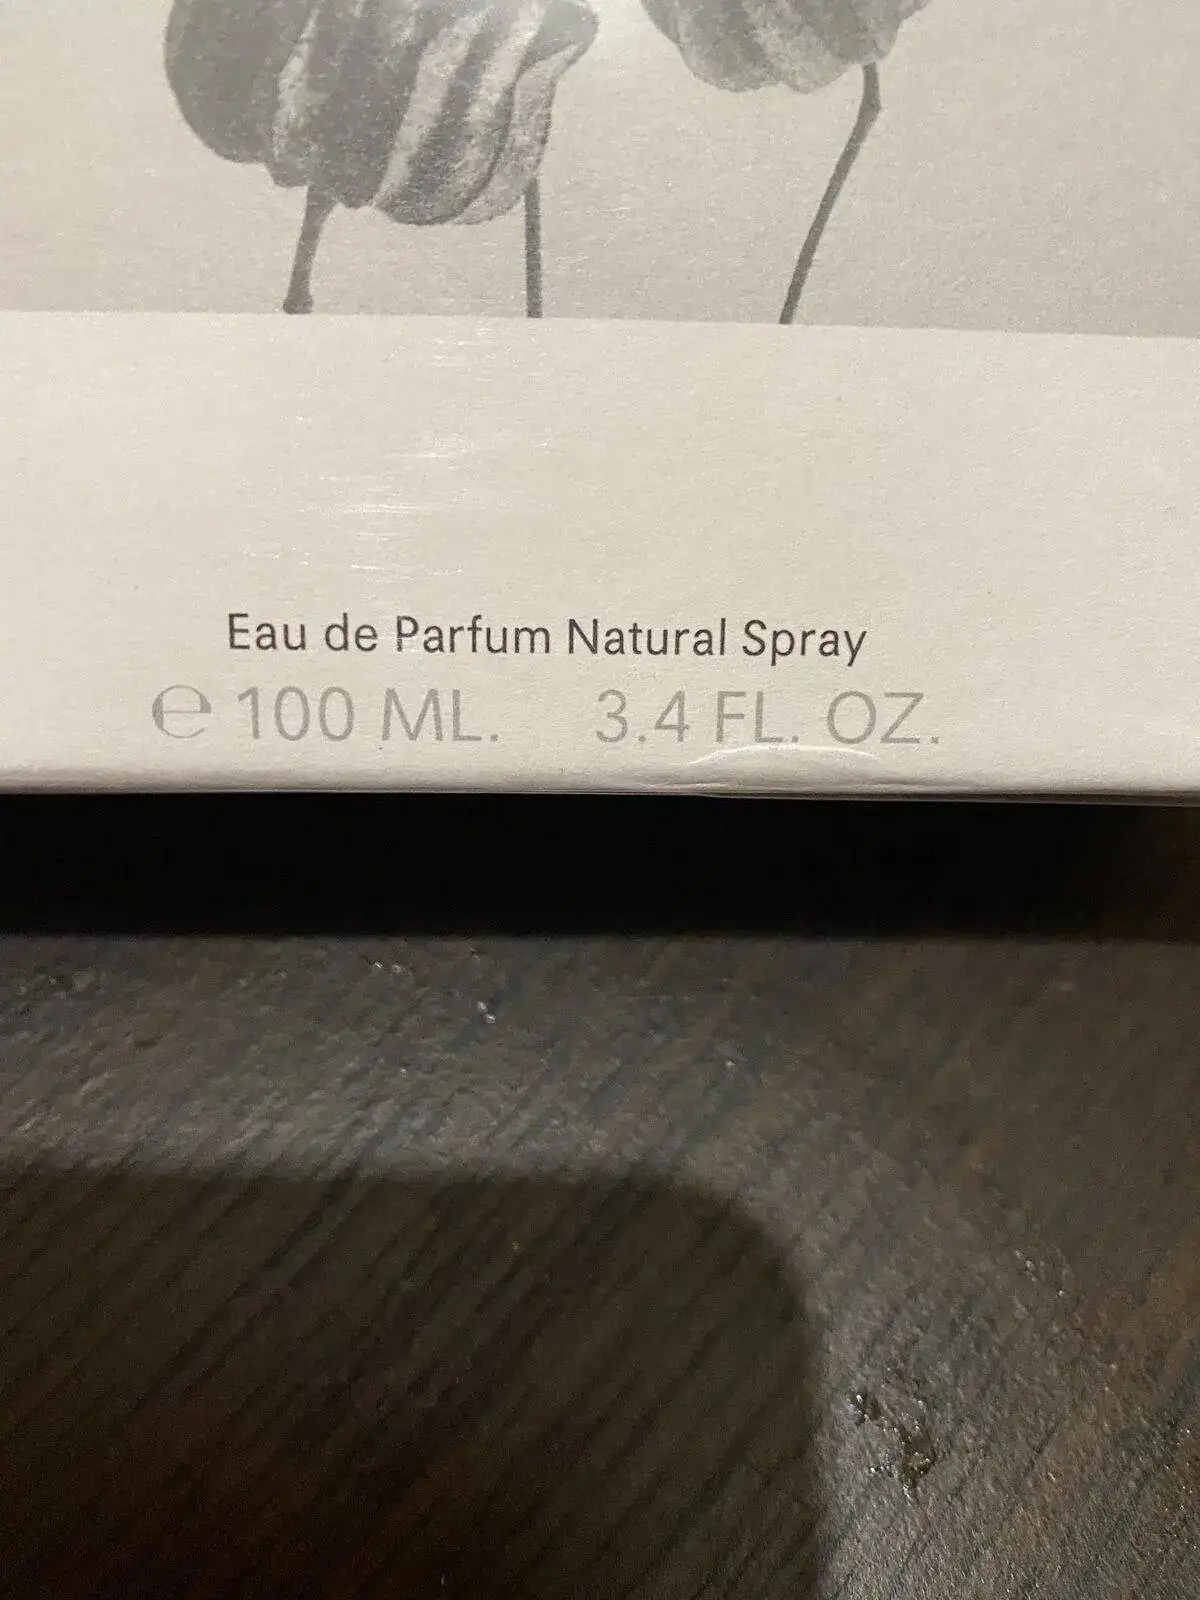 Eau de Parfum Natural Spray
℮ 100 ML. 3.4 FL. OZ.